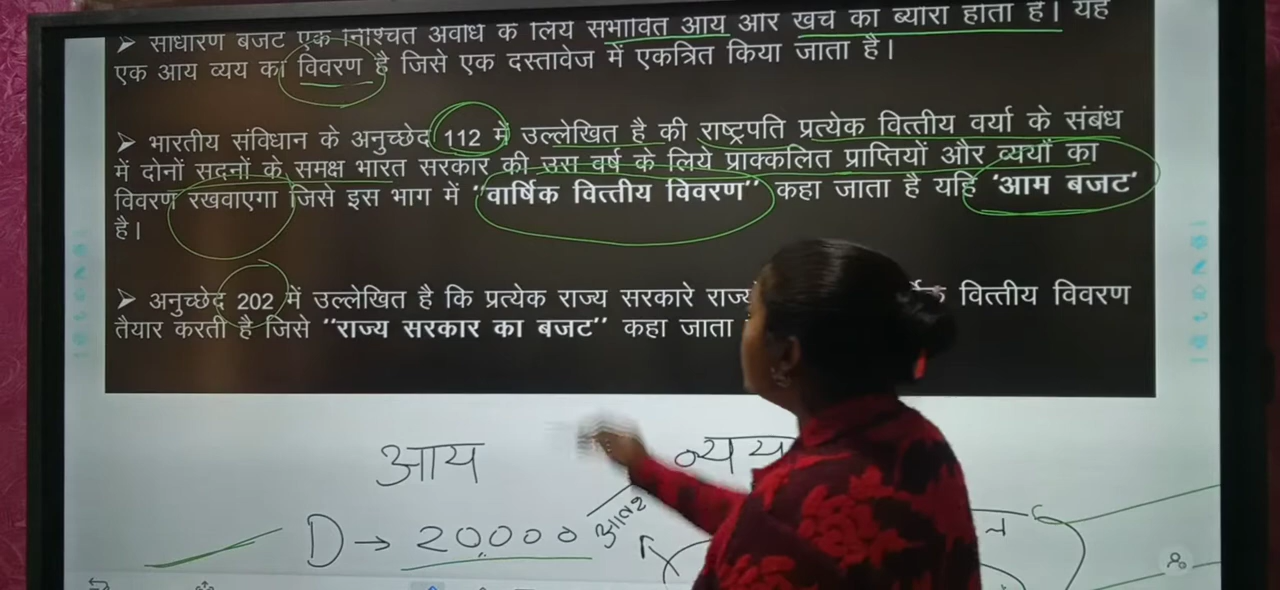 ➤ साधारण बजट एक निश्चित अवधि के लिये संभावित आय और खर्च का ब्यौरा होता है। यह
एक आय व्यय का विवरण है जिसे एक दस्तावेज में एकत्रित किया जाता है।
➤ भारतीय संविधान के अनुच्छेद 112 में उल्लेखित है की राष्ट्रपति प्रत्येक वित्तीय वर्या के संबंध
में दोनों सदनों के समक्ष भारत सरकार की उस वर्ष के लिये प्राक्कलित प्राप्तियों और व्ययों का
विवरण रखवाएगा जिसे इस भाग में "वार्षिक वित्तीय विवरण" कहा जाता है यहि 'आम बजट'
है।
➤ अनुच्छेद 202 में उल्लेखित है कि प्रत्येक राज्य सरकारे वित्तीय विवरण
तैयार करती है जिसे "राज्य सरकार का बजट" कहा जाता
आय व्यय
D → 20,000